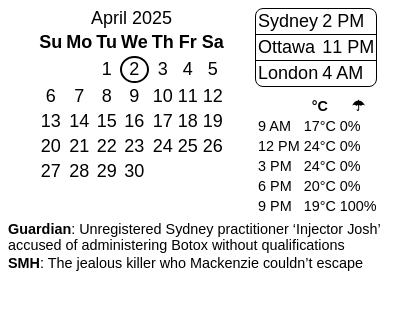 April 2025
Su Mo Tu We Th Fr Sa
1 2 3 4 5
6 7 8 9 10 11 12
13 14 15 16 17 18 19
20 21 22 23 24 25 26
27 28 29 30
Sydney 2 PM
Ottawa 11 PM
London 4 AM
°C ☂
9 AM 17°C 0%
12 PM 24°C 0%
3 PM 24°C 0%
6 PM 20°C 0%
9 PM 19°C 100%
Guardian: Unregistered Sydney practitioner ‘Injector Josh’
accused of administering Botox without qualifications
SMH: The jealous killer who Mackenzie couldn’t escape